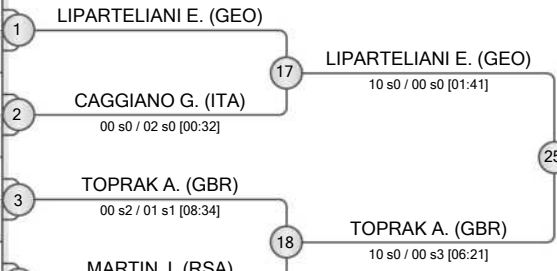 LIPARTELIANI E. (GEO)
1
17
LIPARTELIANI E. (GEO)
10 s0 / 00 s0 [01:41]
CAGGIANO G. (ITA)
2
00 s0 / 02 s0 [00:32]
25
TOPRAK A. (GBR)
3
00 s2 / 01 s1 [08:34]
18
TOPRAK A. (GBR)
10 s0 / 00 s3 [06:21]
(RSA)